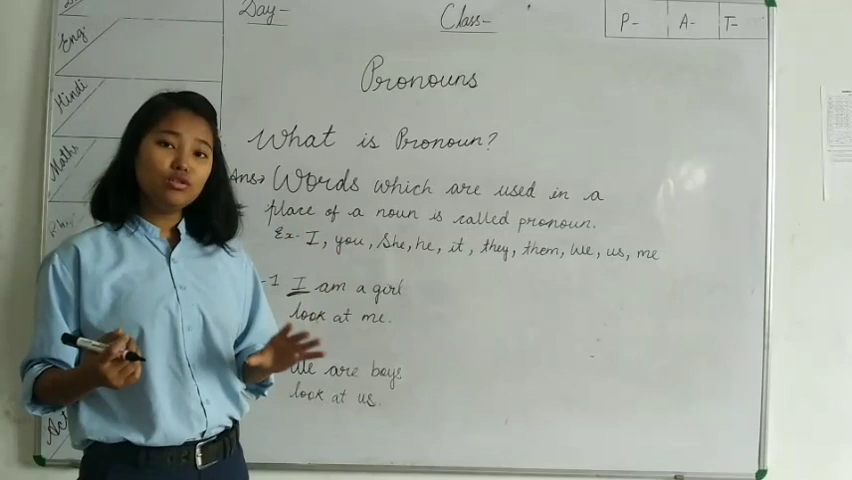 Day-
Class-
P- A- T-
Eng
Hindi
Maths
Pronouns
What is Pronoun?
Ans→ Words which are used in a
place of a noun is called pronoun.
Ex. I, you, She, he, it, they, them, We, us, me
-1 I am a girl
look at me.
We are boys
look at us.
Act